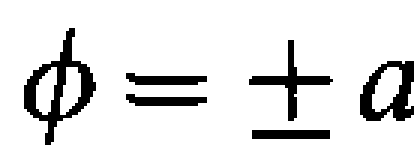 ϕ = ± a